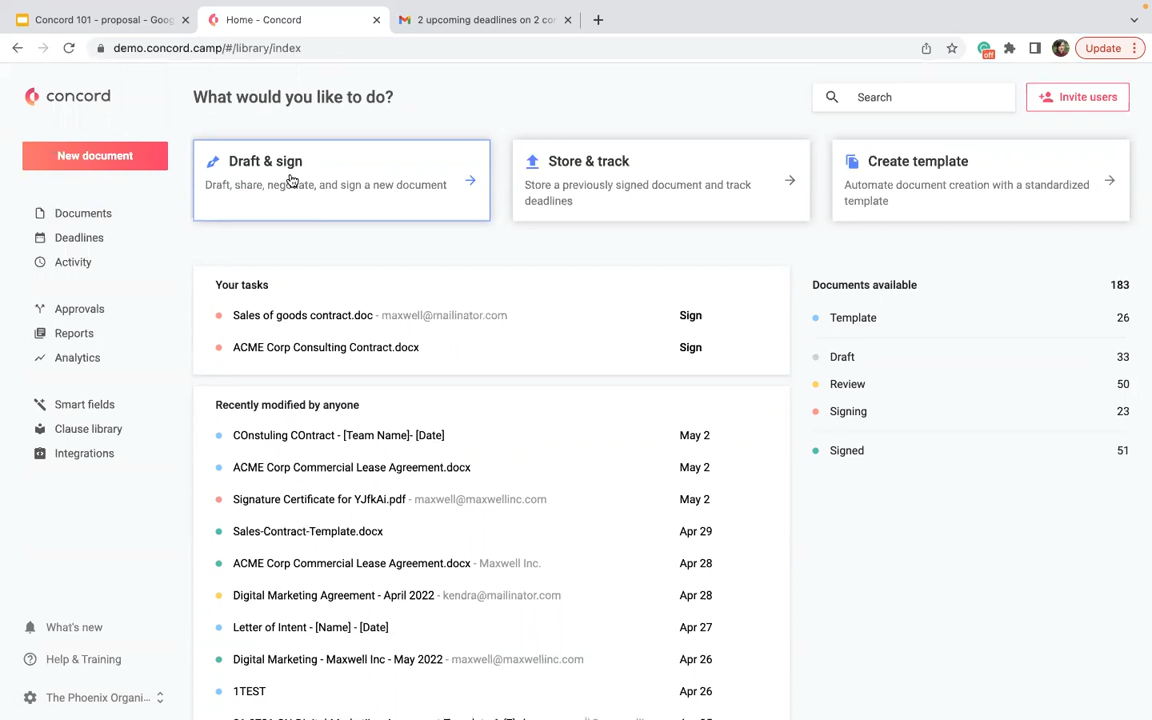 Concord 101 - proposal - Goog
Home - Concord
2 upcoming deadlines on 2 con
demo.concord.camp/#/library/index
off
Update
concord
What would you like to do?
Search
Invite users
New document
Draft & sign
Draft, share, negotiate, and sign a new document
Store & track
Store a previously signed document and track
deadlines
Create template
Automate document creation with a standardized
template
Documents
Deadlines
Activity
Approvals
Reports
Analytics
Smart fields
Clause library
Integrations
What's new
Help & Training
The Phoenix Organi...
Your tasks
Sales of goods contract.doc - maxwell@mailinator.com Sign
ACME Corp Consulting Contract.docx Sign
Recently modified by anyone
COnstuling COntract - [Team Name]- [Date] May 2
ACME Corp Commercial Lease Agreement.docx May 2
Signature Certificate for YJfkAi.pdf - maxwell@maxwellinc.com May 2
Sales-Contract-Template.docx Apr 29
ACME Corp Commercial Lease Agreement.docx - Maxwell Inc. Apr 28
Digital Marketing Agreement - April 2022 - kendra@mailinator.com Apr 28
Letter of Intent - [Name] - [Date] Apr 27
Digital Marketing - Maxwell Inc - May 2022 - maxwell@maxwellinc.com Apr 26
1TEST Apr 26
Documents available 183
Template 26
Draft 33
Review 50
Signing 23
Signed 51